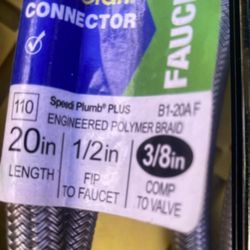 CONNECTOR
FAUC
110
Speedi Plumb® PLUS
B1-20A F
ENGINEERED POLYMER BRAID
20in
LENGTH
1/2in
FIP
TO FAUCET
3/8in
COMP
TO VALVE